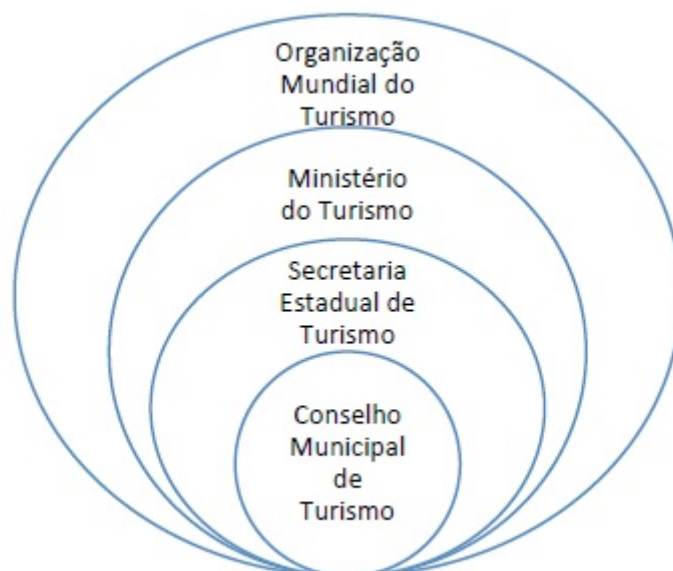 Organização
Mundial do
Turismo
Ministério
do Turismo
Secretaria
Estadual de
Turismo
Conselho
Municipal
de
Turismo